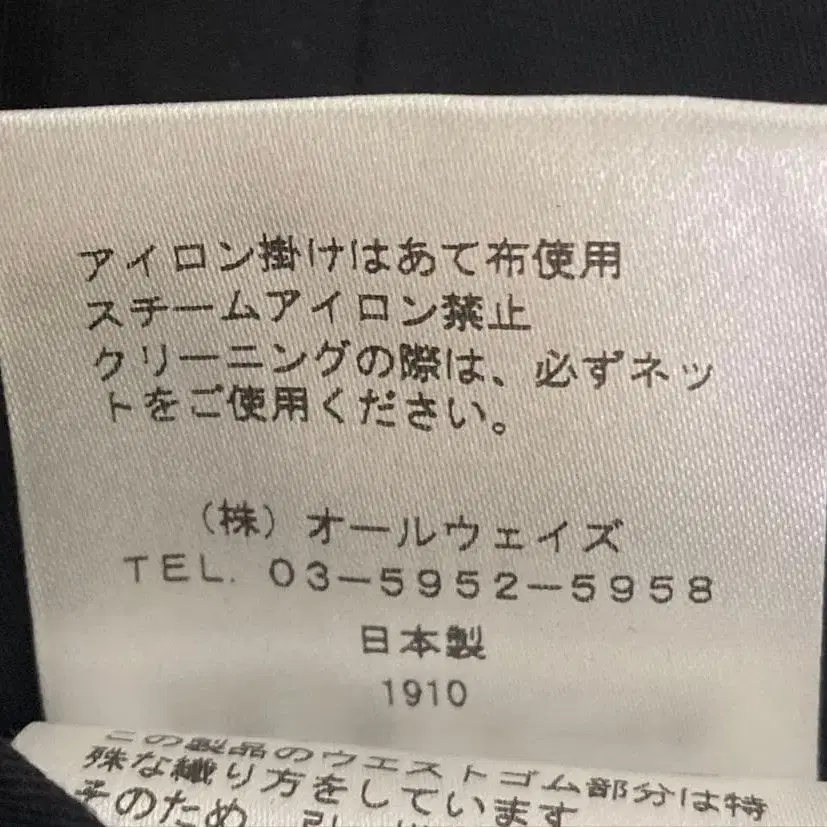 アイロン掛けはあて布使用
スチームアイロン禁止
クリーニングの際は、必ずネッ
トをご使用ください。
（株）オールウェイズ
TEL. 03-5952-5958
日本製
1910
この製品のウエストゴム部分は特
殊な織り方をしています
そのため